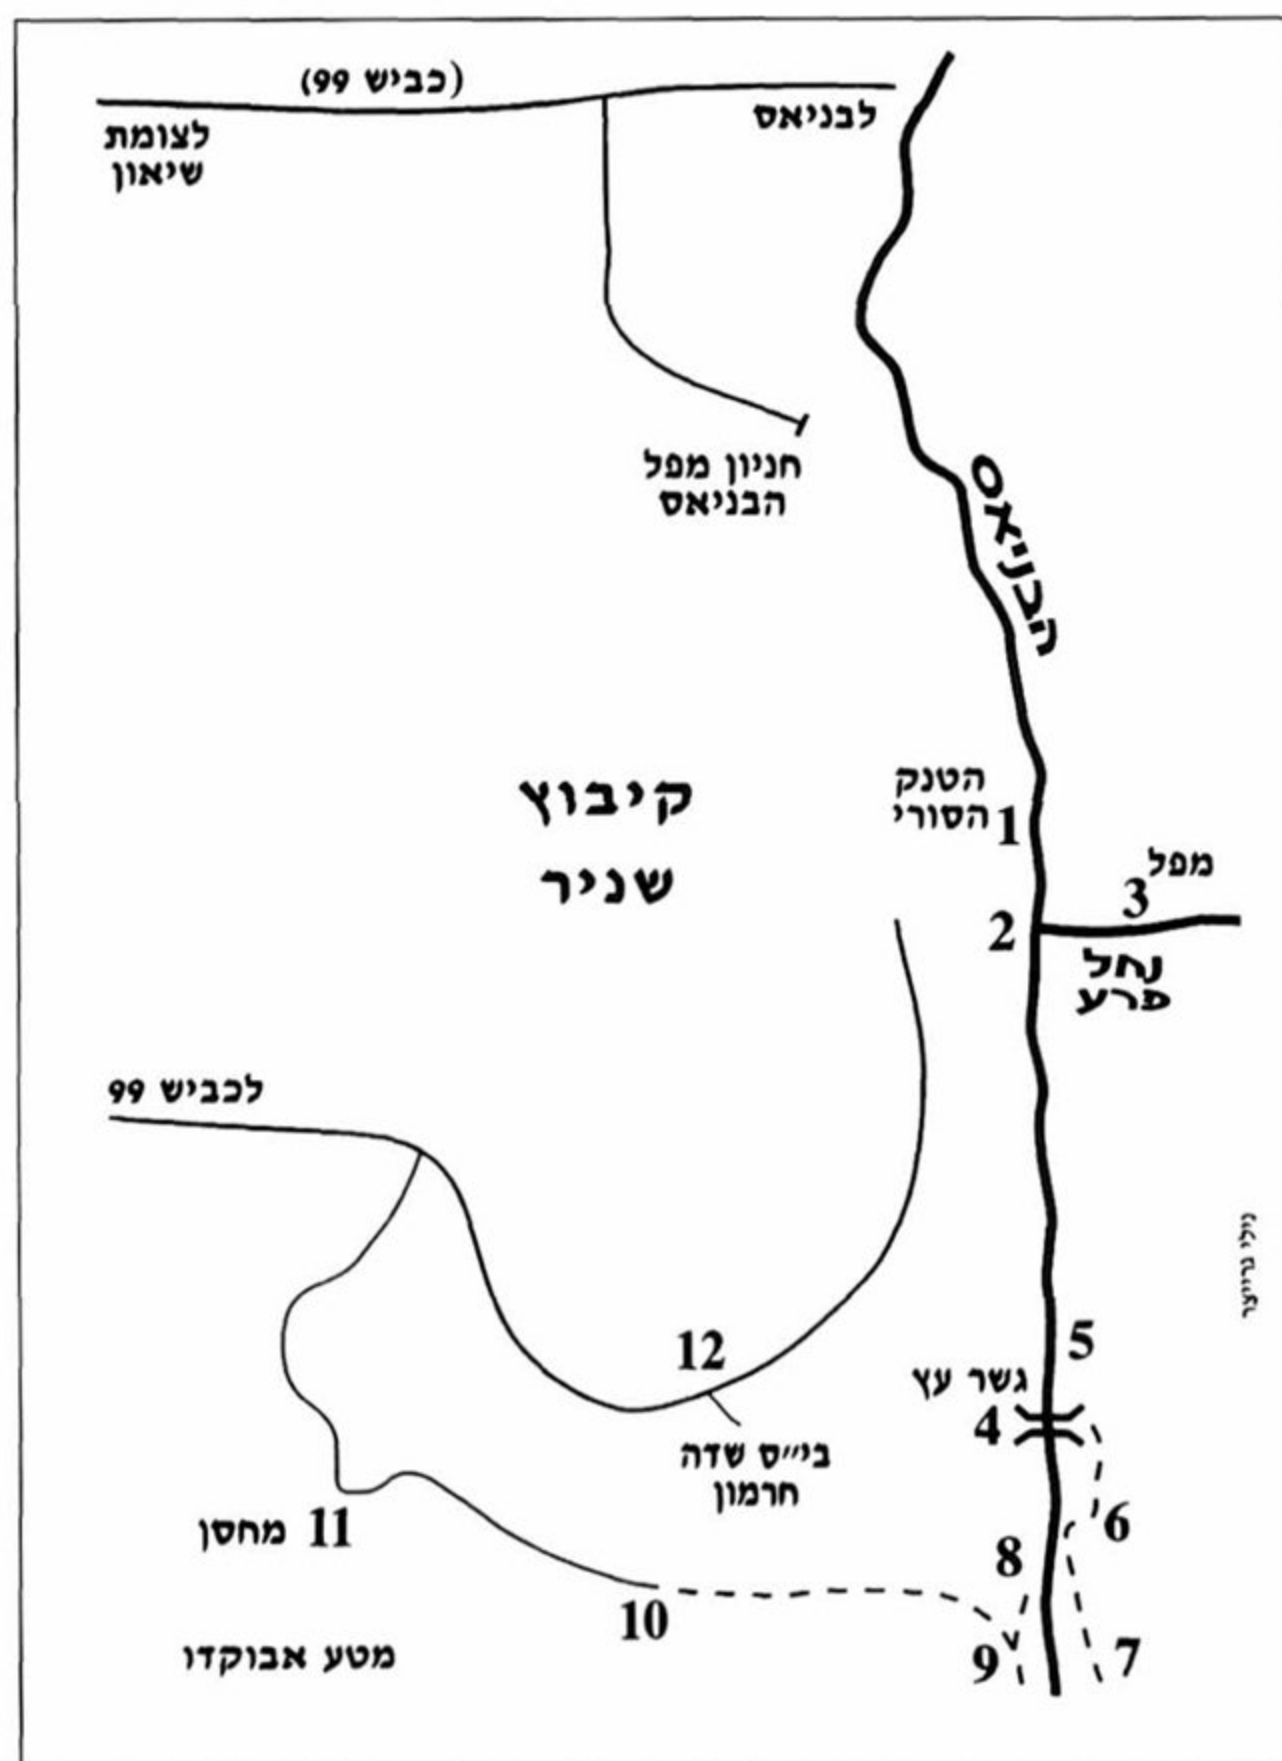 (כביש 99)
לצומת
שיאון
לבניאס
חניון מפל
הבניאס
הבניאס
קיבוץ
שניר
הטנק
הסורי 1
מפל
3
2
נחל
פרע
לכביש 99
5
12
גשר עץ
4
בי״ס שדה
חרמון
6
8
מחסן 11
10
9
7
מטע אבוקדו